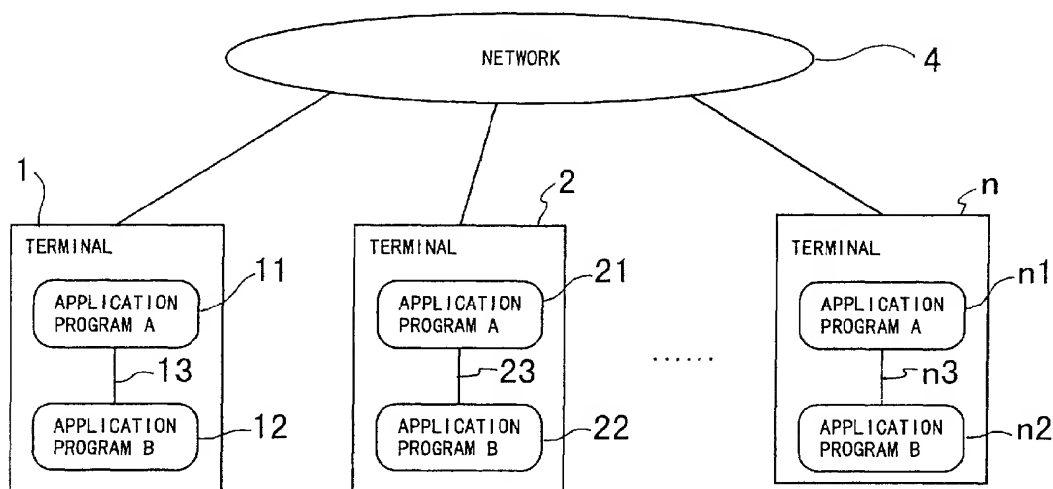 NETWORK
4
1
2
n
TERMINAL
TERMINAL
TERMINAL
11
21
n1
APPLICATION
PROGRAM A
APPLICATION
PROGRAM A
APPLICATION
PROGRAM A
13
23
......
n3
12
22
n2
APPLICATION
PROGRAM B
APPLICATION
PROGRAM B
APPLICATION
PROGRAM B